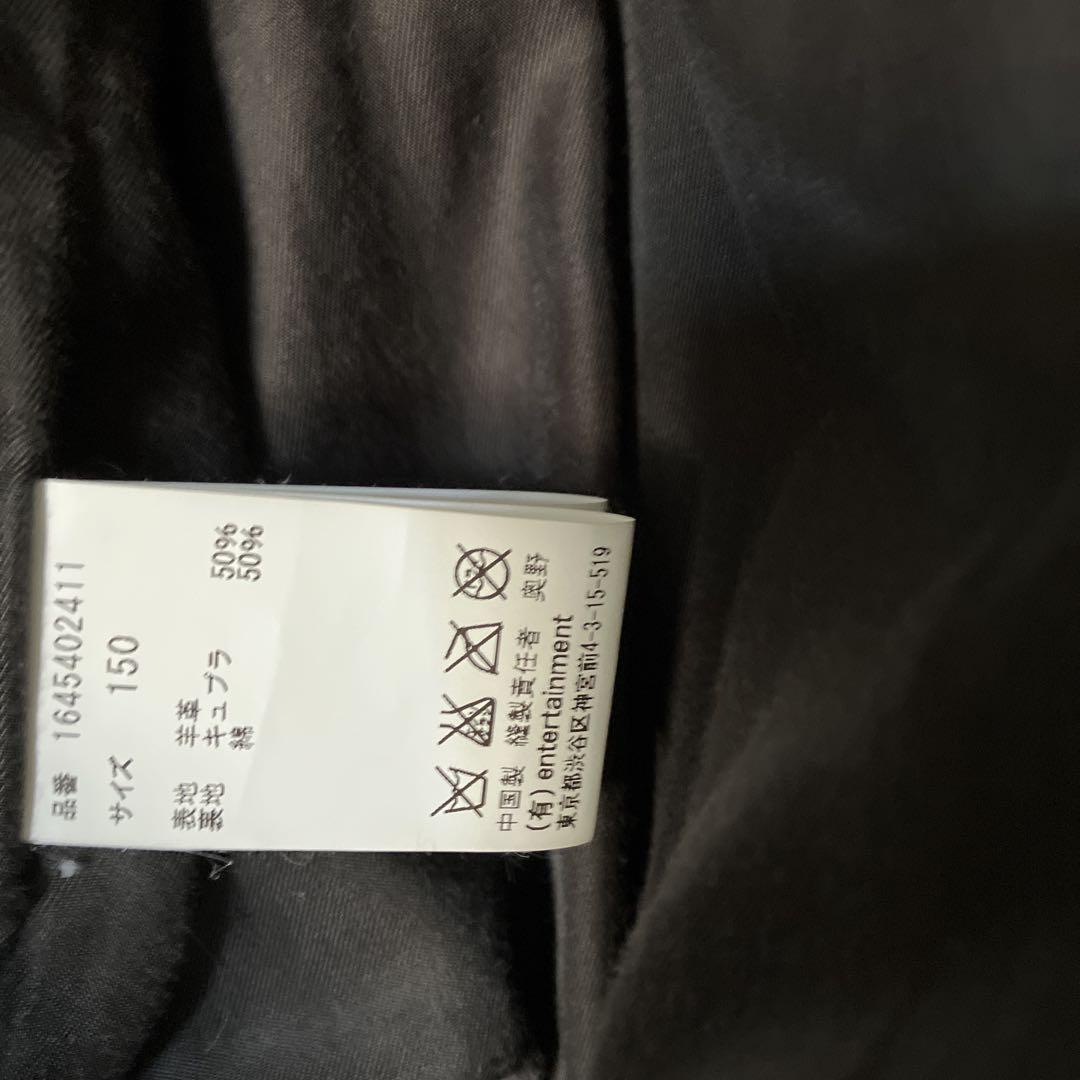 品番 1645402411
サイズ 150
表地 羊革
裏地 キュプラ 50%
綿 50%
中国製 縫製責任者 奥野
(有) entertainment
東京都渋谷区神宮前4-3-15-519